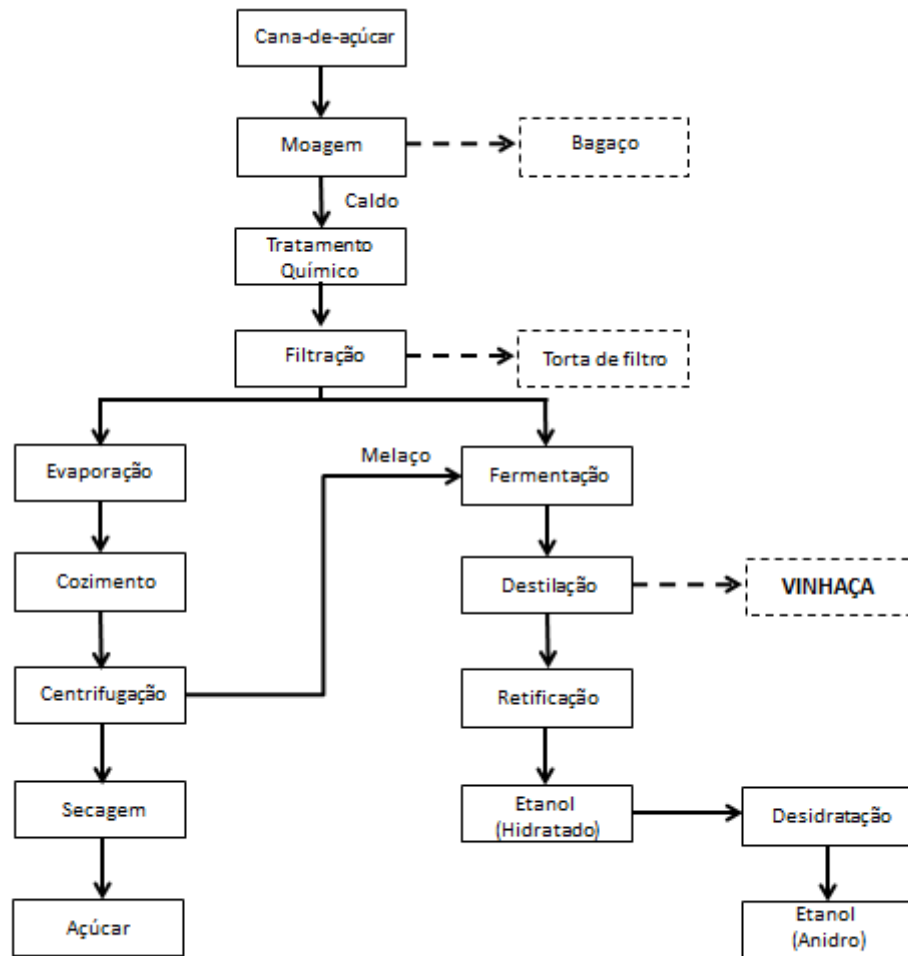 Cana-de-açúcar
Moagem
Bagaço
Caldo
Tratamento
Químico
Filtração
Torta de filtro
Evaporação
Melaço
Fermentação
Cozimento
Destilação
VINHAÇA
Centrifugação
Retificação
Secagem
Etanol
(Hidratado)
Desidratação
Açúcar
Etanol
(Anidro)